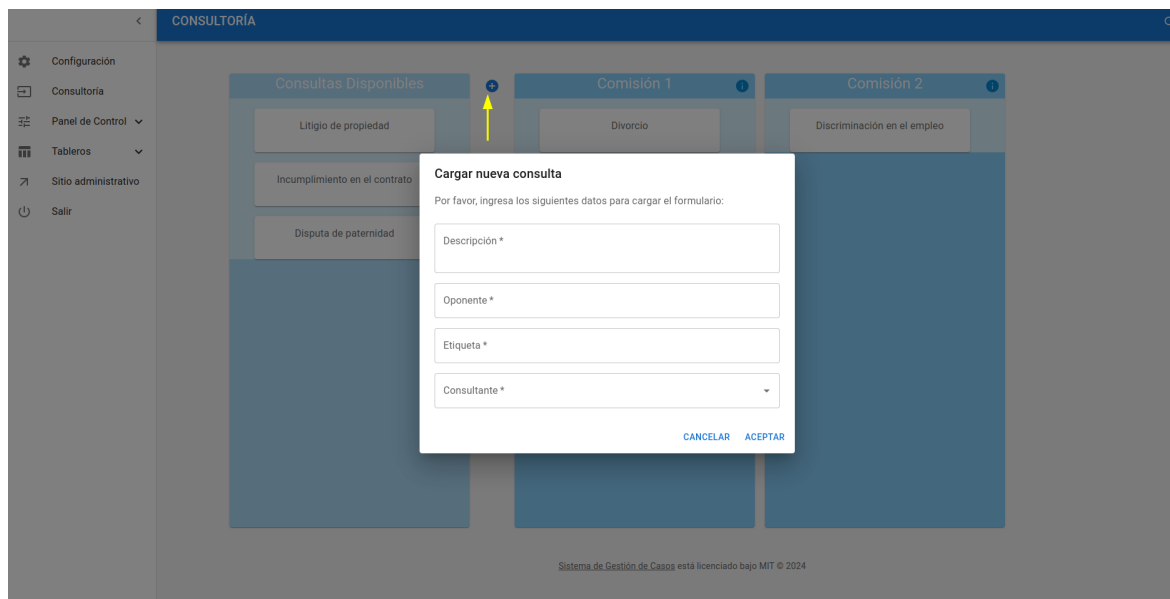 CONSULTORÍA
Configuración
Consultoría
Panel de Control
Tableros
Sitio administrativo
Salir
Consultas Disponibles
Litigio de propiedad
Incumplimiento en el contrato
Disputa de paternidad
Comisión 1
Divorcio
Comisión 2
Discriminación en el empleo
Cargar nueva consulta
Por favor, ingresa los siguientes datos para cargar el formulario:
Descripción *
Oponente *
Etiqueta *
Consultante *
CANCELAR ACEPTAR
Sistema de Gestión de Casos está licenciado bajo MIT © 2024